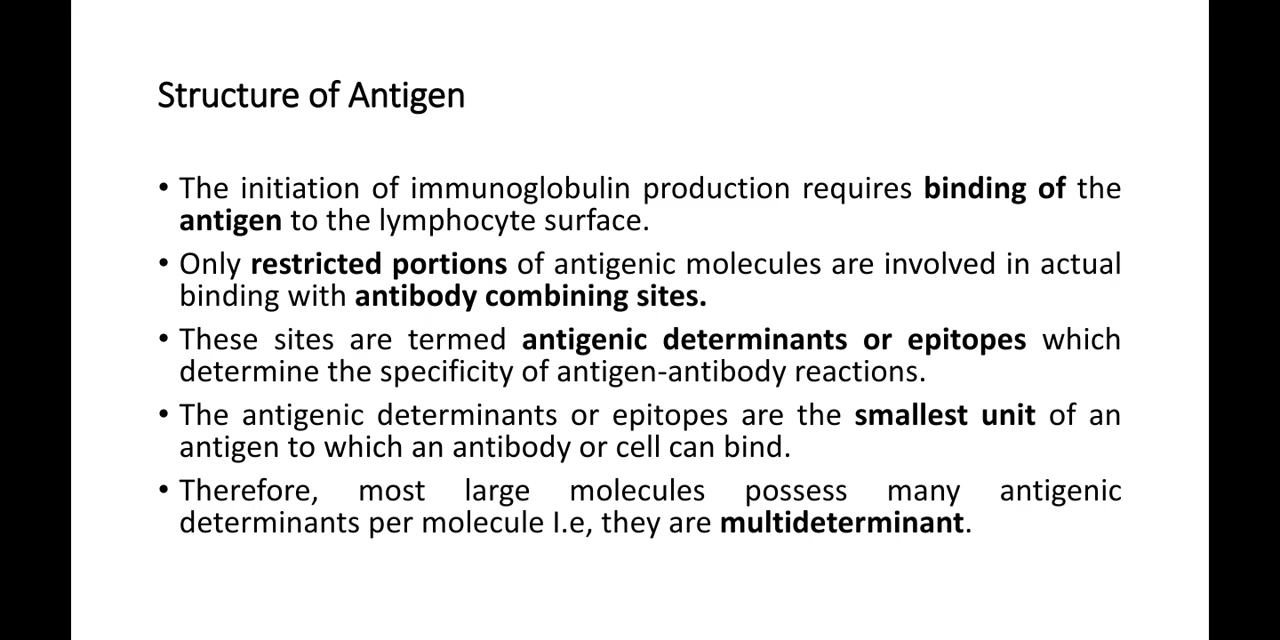 Structure of Antigen
• The initiation of immunoglobulin production requires binding of the
antigen to the lymphocyte surface.
• Only restricted portions of antigenic molecules are involved in actual
binding with antibody combining sites.
• These sites are termed antigenic determinants or epitopes which
determine the specificity of antigen-antibody reactions.
• The antigenic determinants or epitopes are the smallest unit of an
antigen to which an antibody or cell can bind.
• Therefore, most large molecules possess many antigenic
determinants per molecule I.e, they are multideterminant.